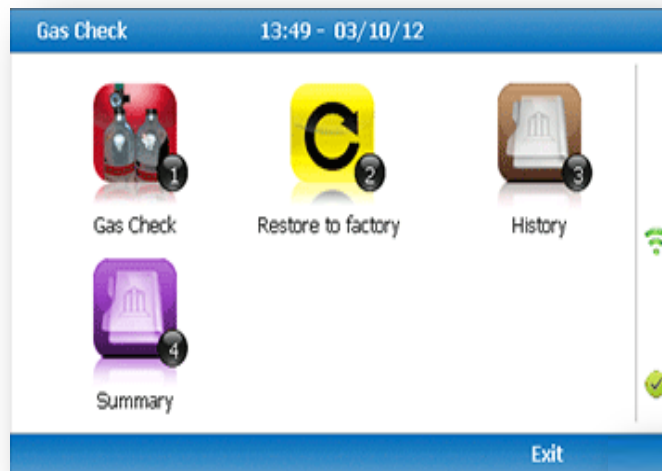 Gas Check 13:49 - 03/10/12
1 2 3
Gas Check Restore to factory History
4
Summary
Exit